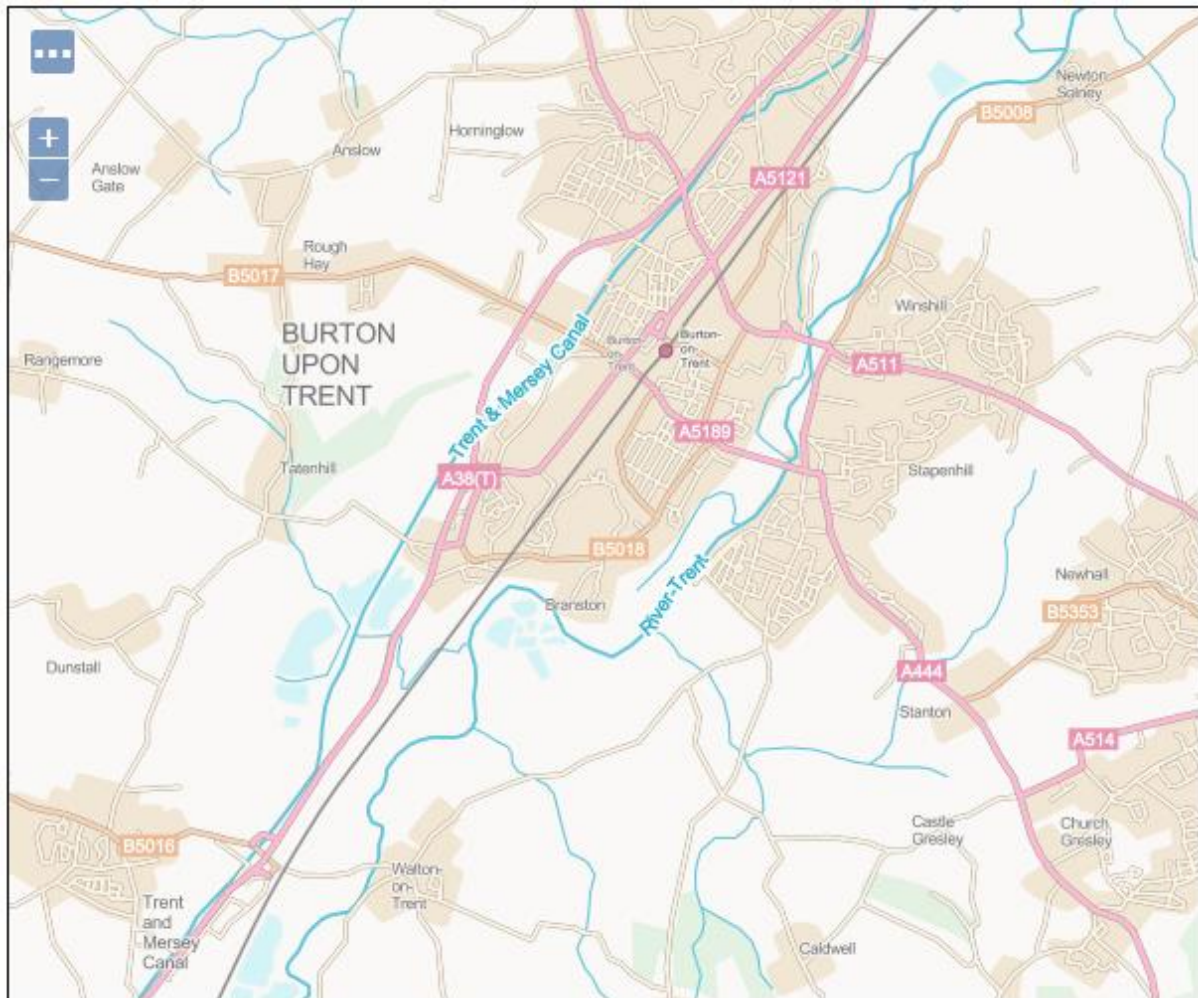 Newton
Solney
B5008
Horninglow
Anslow
Anslow
Gate
A5121
Rough
Hay
B5017
BURTON
UPON
TRENT
Rangemore
Trent & Mersey Canal
Burton-
on-
Trent
Burton-
on-
Trent
Winshill
A511
A5189
Tatenhill
A38(T)
Stapenhill
B5018
Branston
River Trent
Newhall
B5353
Dunstall
A444
Stanton
A514
B5016
Walton-
on-
Trent
Castle
Gresley
Church
Gresley
Trent
and
Mersey
Canal
Caldwell